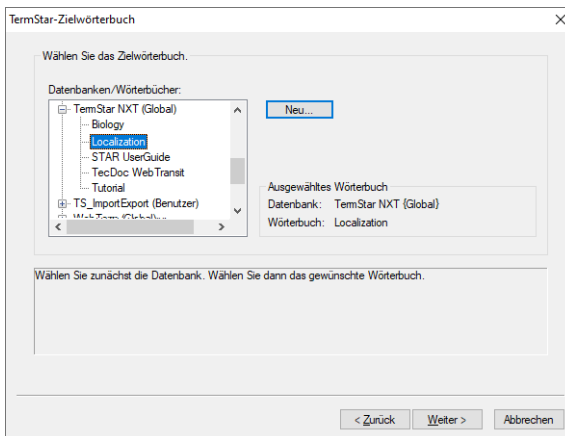 TermStar-Zielwörterbuch
Wählen Sie das Zielwörterbuch.
Datenbanken/Wörterbücher:
TermStar NXT (Global)
Biology
Localization
STAR UserGuide
TecDoc WebTransit
Tutorial
TS_ImportExport (Benutzer)
Neu...
Ausgewähltes Wörterbuch
Datenbank: TermStar NXT {Global}
Wörterbuch: Localization
Wählen Sie zunächst die Datenbank. Wählen Sie dann das gewünschte Wörterbuch.
< Zurück
Weiter >
Abbrechen